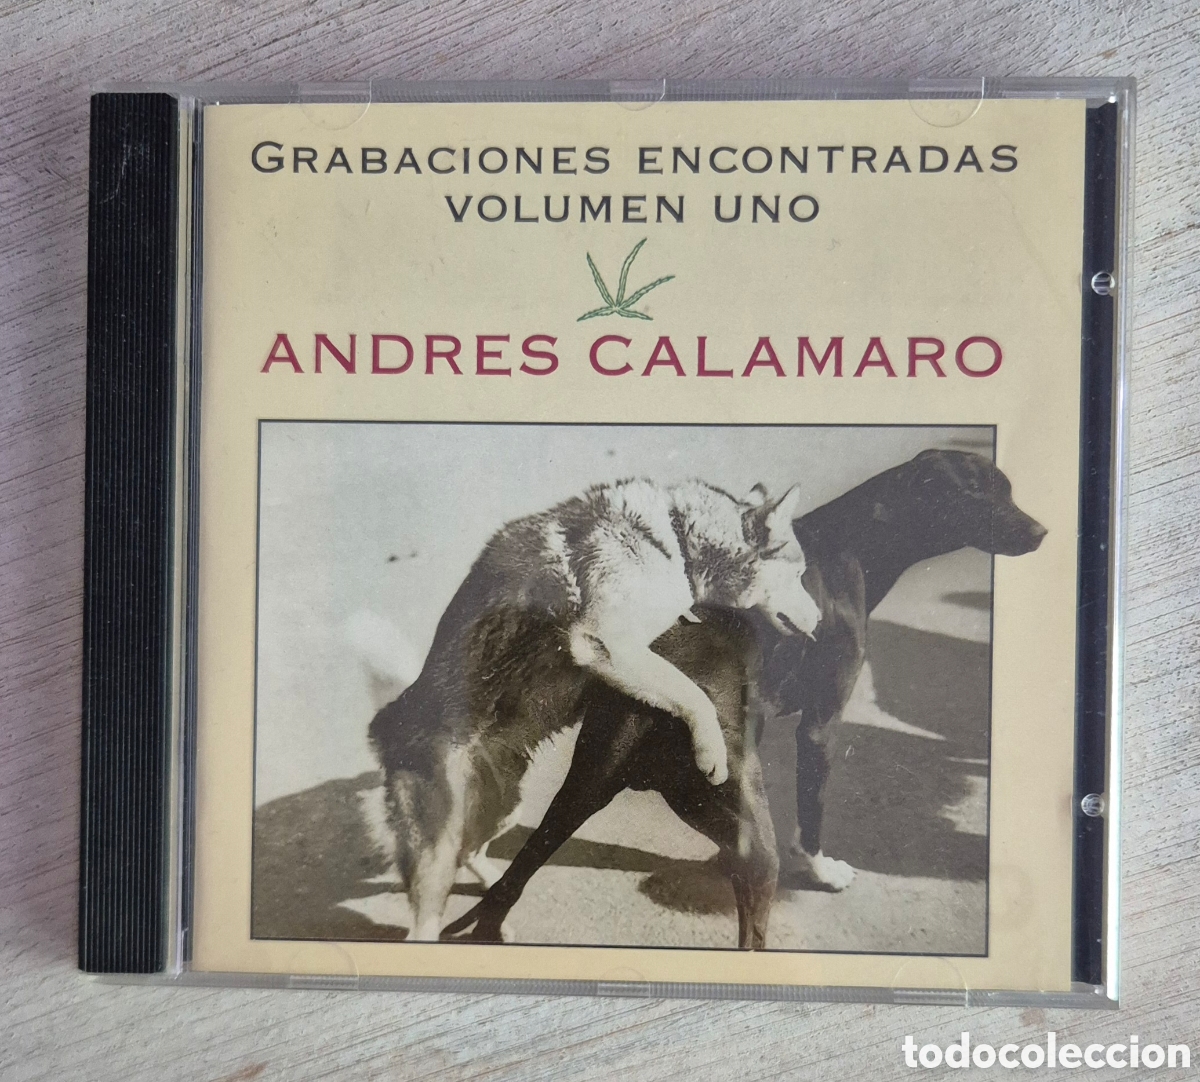 GRABACIONES ENCONTRADAS
VOLUMEN UNO
ANDRES CALAMARO
todocoleccion